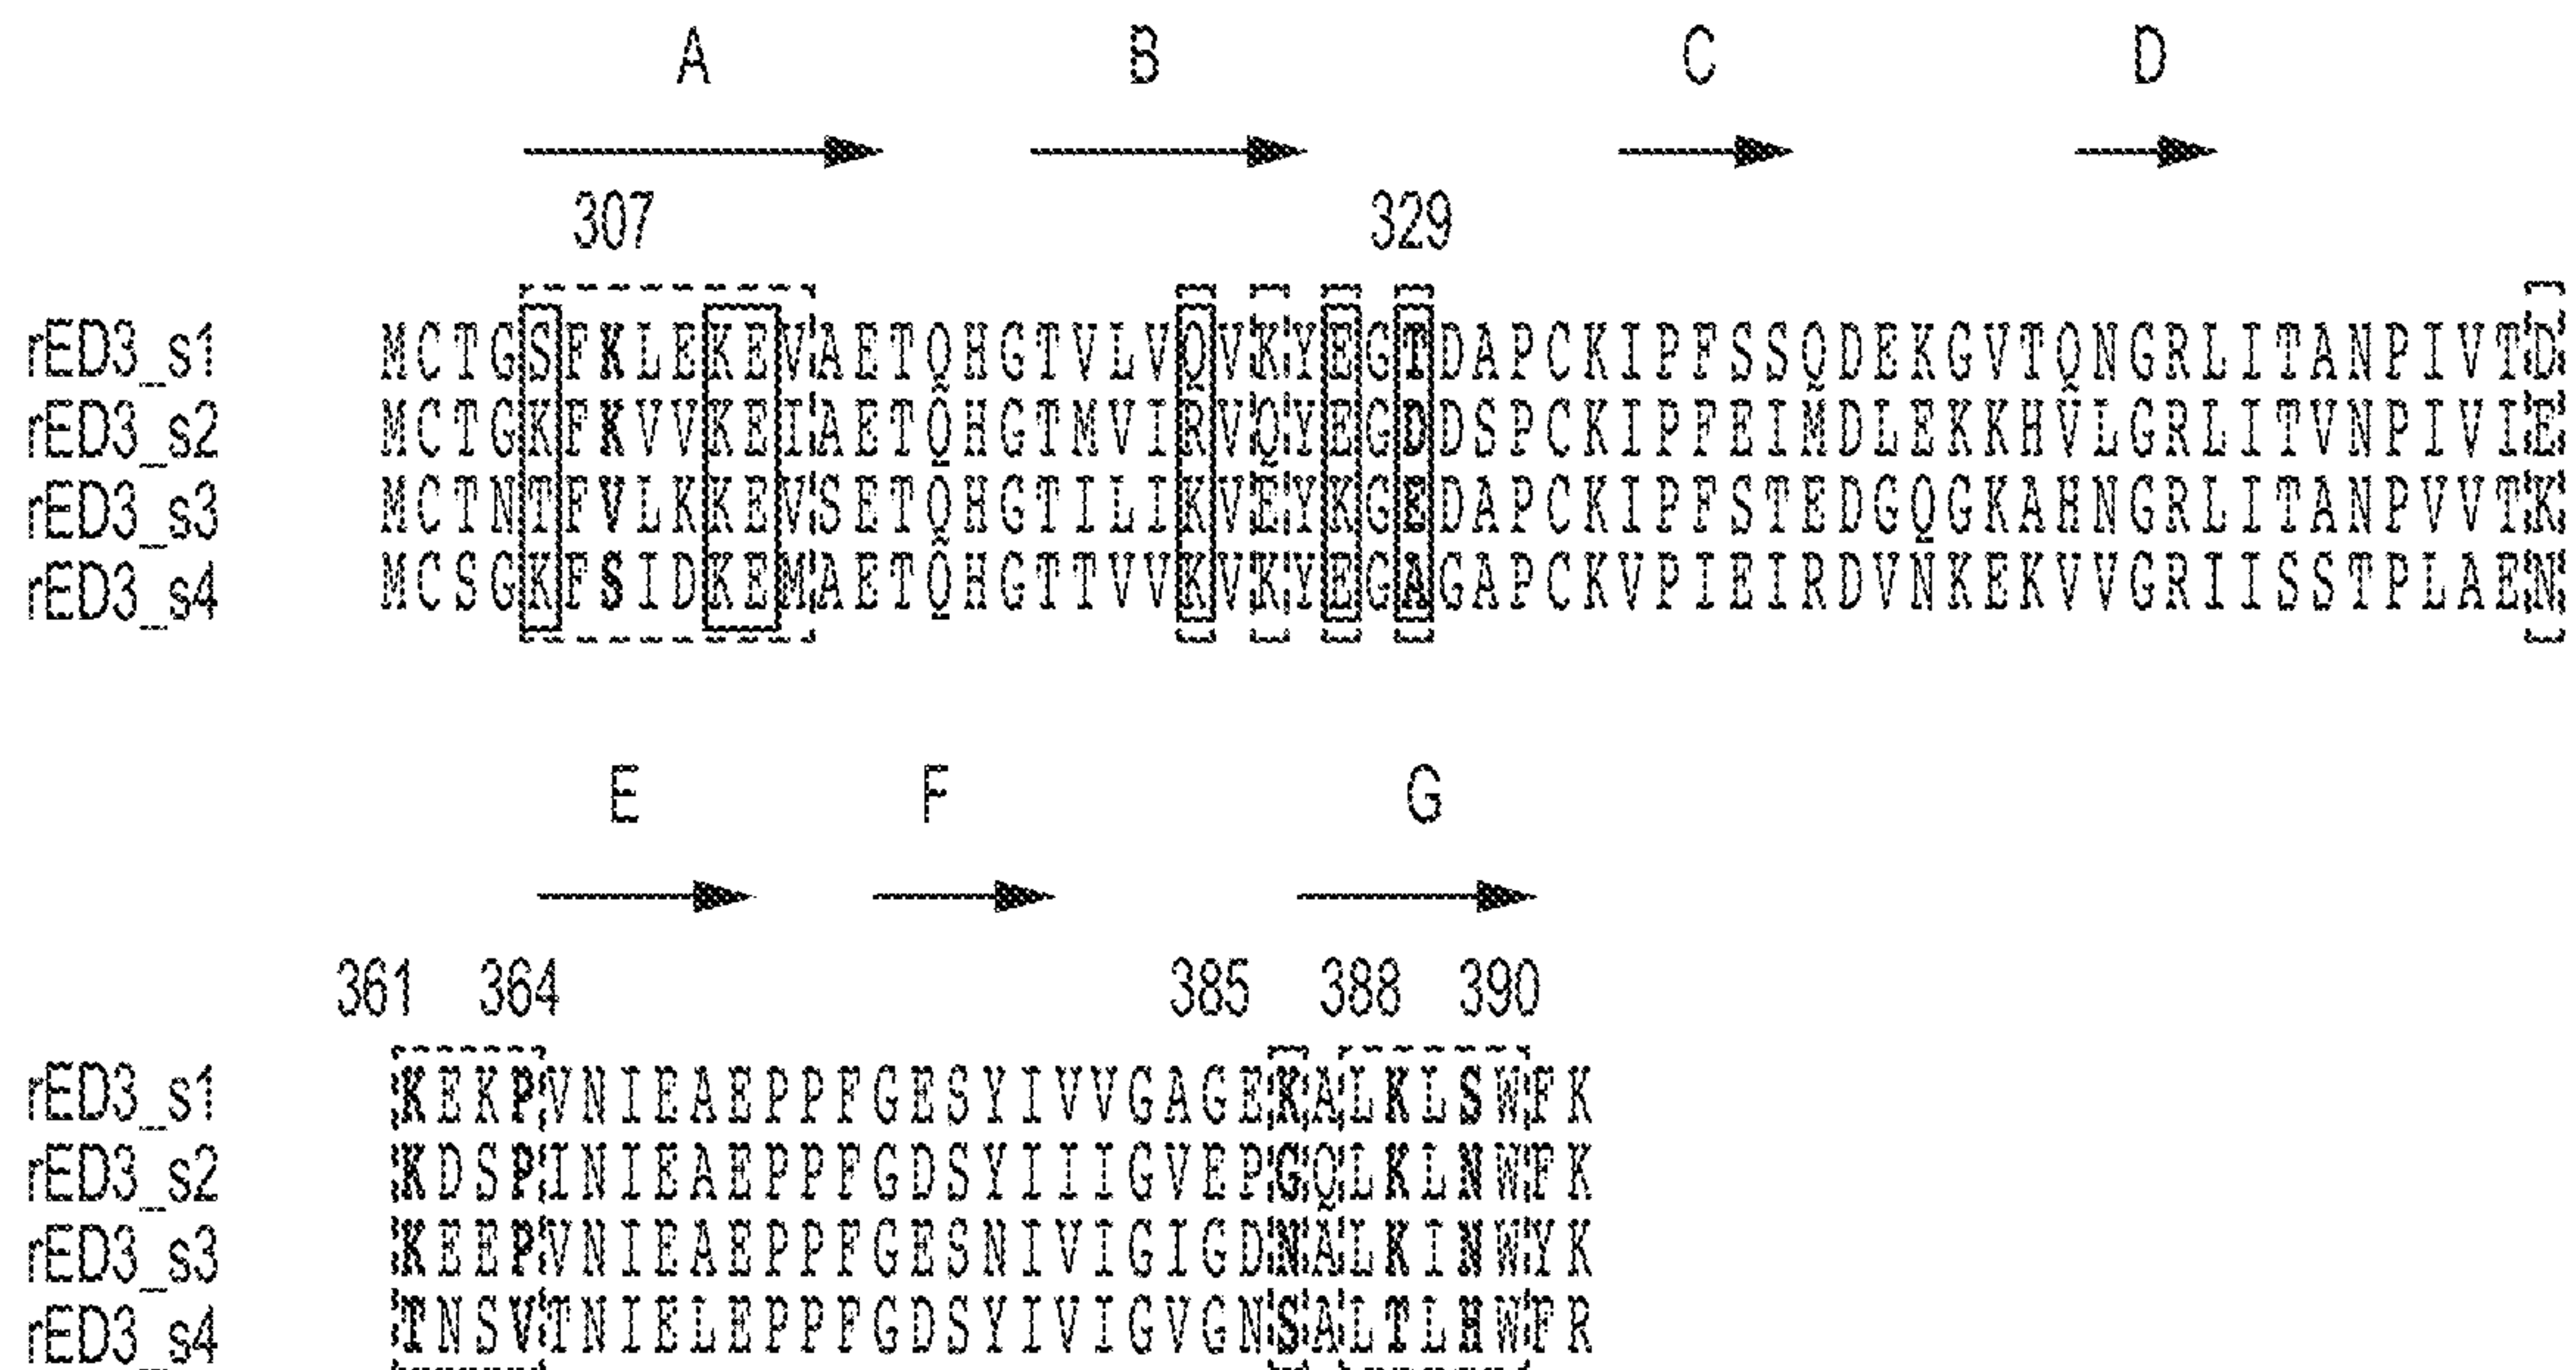 A B C D
307 329
rED3_s1 MCTGSFKLEKEVAETQHGTVLVQVKYEGTDAPCKIPFSSQDEKGVTQNGRLITANPIVTD
rED3_s2 MCTGKFKVVKEIAETQHGTMVIRVQYEGDDSPCKIPFEIMDLEKKHVLGRLITVNPIVIE
rED3_s3 MCTNTFVLKKEVSETQHGTILIKVEYKGEDAPCKIPFSTEDGQGKAHNGRLITANPVVTK
rED3_s4 MCSGKFSIDKEMAETQHGTTVVKVKYEGAGAPCKVPIEIRDVNKEKVVGRIISSTPLAEN
E F G
361 364 385 388 390
rED3_s1 KEKPVNIEAEPPFGESYIVVGAGEKALKLSWFK
rED3_s2 KDSPINIEAEPPFGDSYIIIGVEPGQLKLNWFK
rED3_s3 KEEPVNIEAEPPFGESNIVIGIGDNALKINWYK
rED3_s4 TNSVTNIELEPPFGDSYIVIGVGNSALTLHWFR